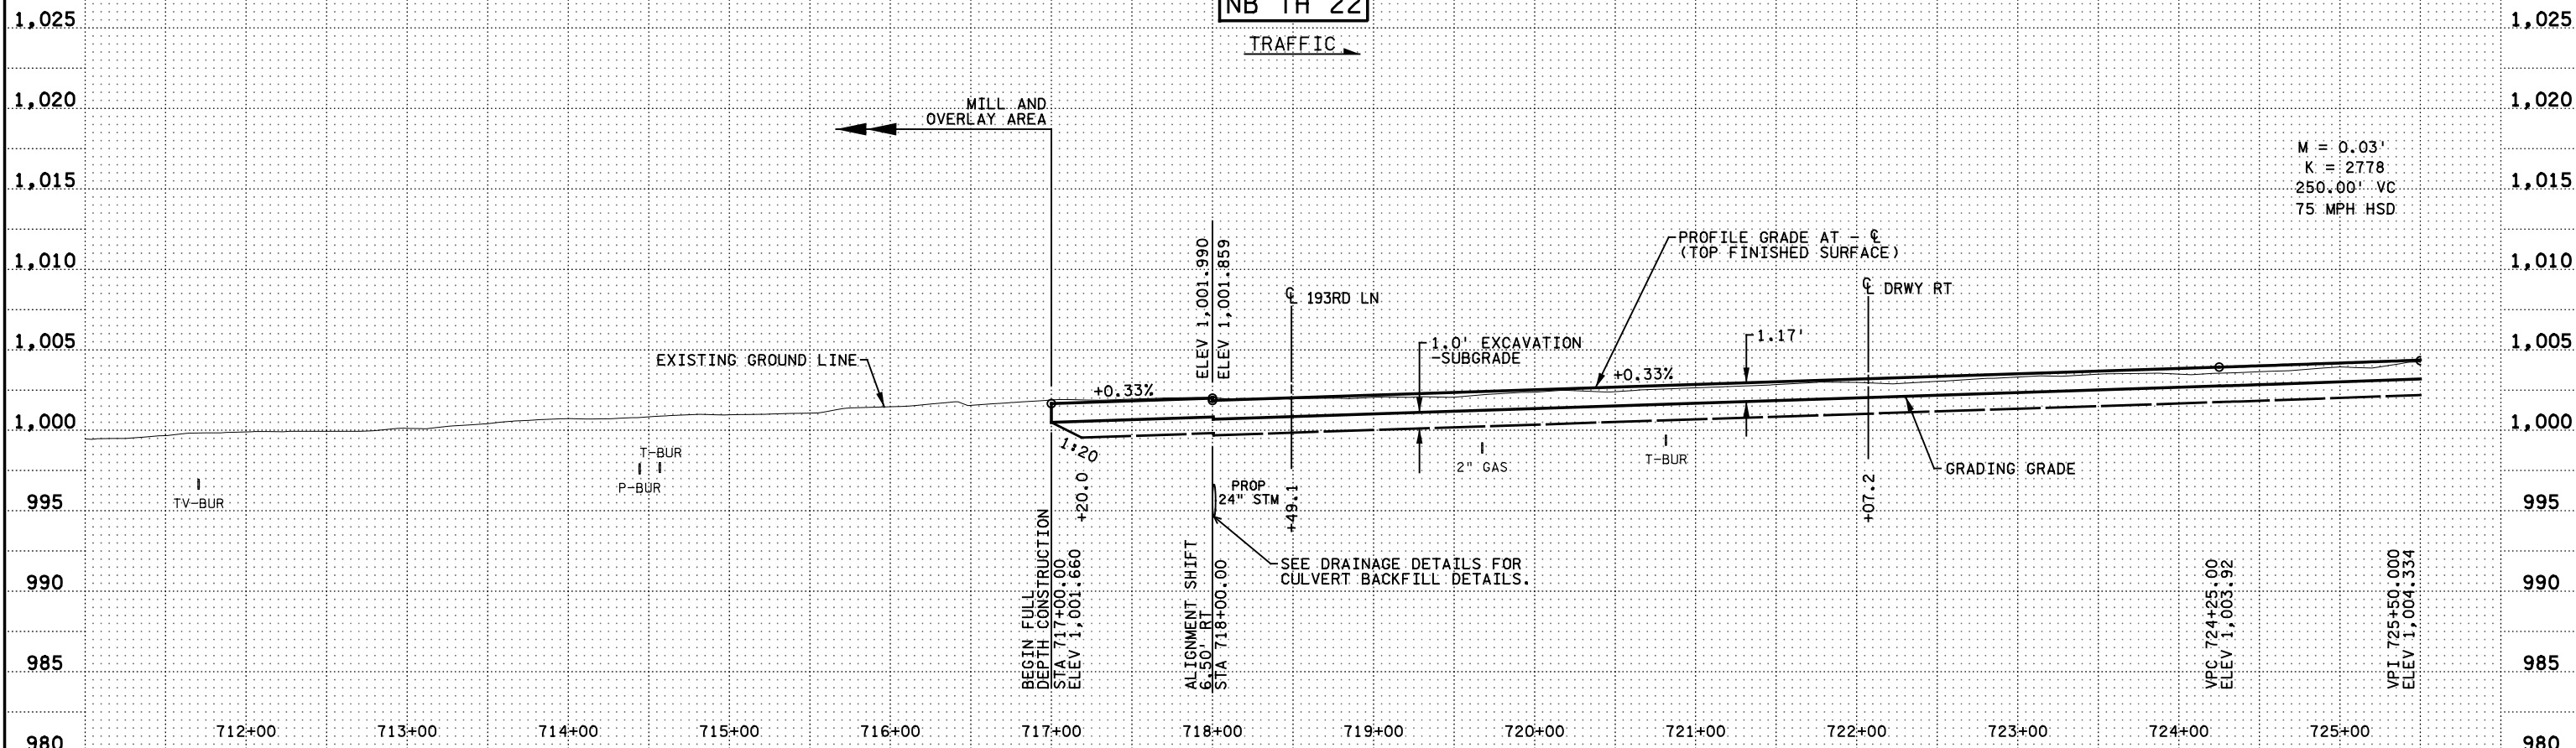 NB TH 22
TRAFFIC
1,025
1,025
1,020
1,020
1,015
1,015
1,010
1,010
1,005
1,005
1,000
1,000
995
995
990
990
985
985
980
980
MILL AND
OVERLAY AREA
M = 0.03'
K = 2778
250.00' VC
75 MPH HSD
PROFILE GRADE AT - ℄
(TOP FINISHED SURFACE)
ELEV 1,001.990
ELEV 1,001.859
℄ 193RD LN
℄ DRWY RT
EXISTING GROUND LINE
1.0' EXCAVATION
-SUBGRADE
1.17'
+0.33%
+0.33%
1:20
T-BUR
P-BUR
TV-BUR
2" GAS
T-BUR
GRADING GRADE
+20.0
PROP
24" STM
+49.1
+07.2
SEE DRAINAGE DETAILS FOR
CULVERT BACKFILL DETAILS.
BEGIN FULL
DEPTH CONSTRUCTION
STA 717+00.00
ELEV 1,001.660
ALIGNMENT SHIFT
6.50' RT
STA 718+00.00
VPC 724+25.00
ELEV 1,003.92
VPI 725+50.000
ELEV 1,004.334
712+00
713+00
714+00
715+00
716+00
717+00
718+00
719+00
720+00
721+00
722+00
723+00
724+00
725+00